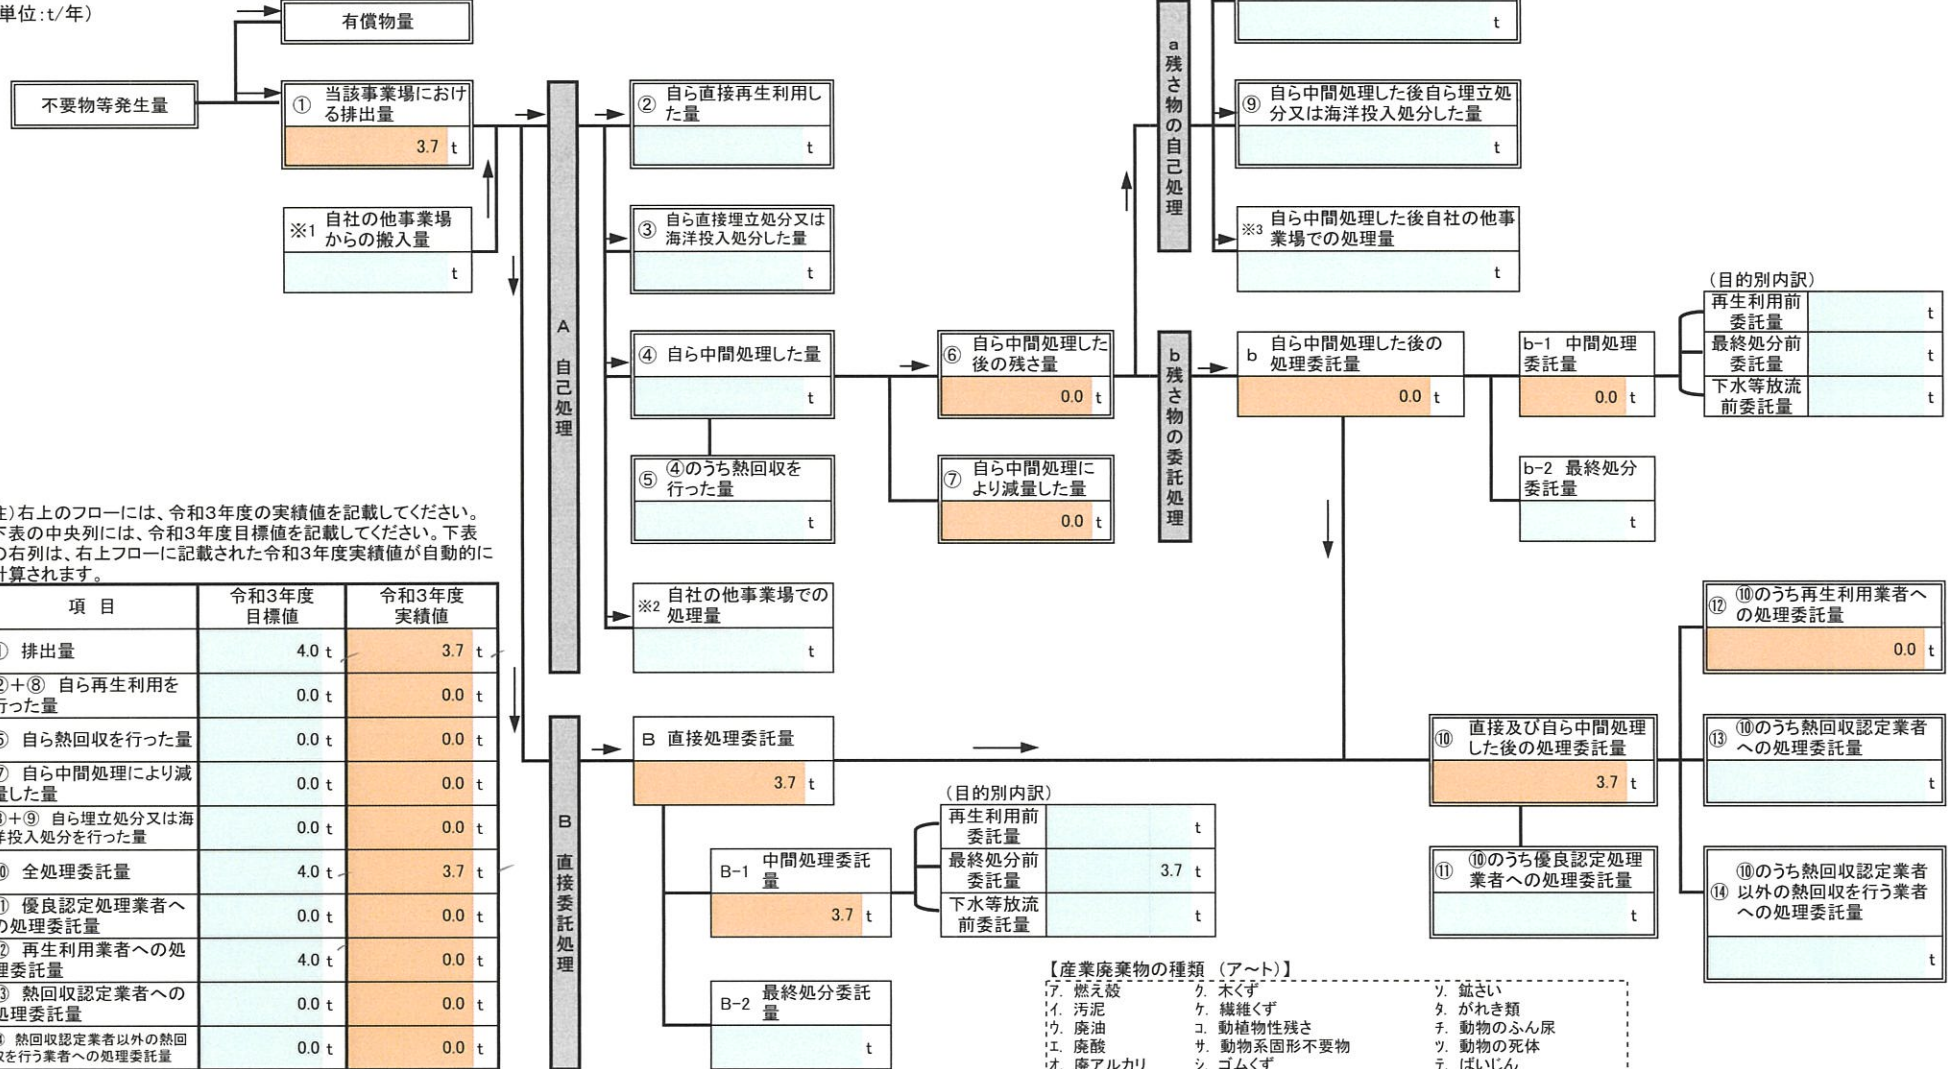 単位:t/年)
有償物量
不要物等発生量
① 当該事業場におけ
る排出量
3.7 t
※1 自社の他事業場
からの搬入量
t
A 自己処理
② 自ら直接再生利用し
た量
t
③ 自ら直接埋立処分又は
海洋投入処分した量
t
④ 自ら中間処理した量
t
⑤ ④のうち熱回収を
行った量
t
※2 自社の他事業場での
処理量
t
⑥ 自ら中間処理した
後の残さ量
0.0 t
⑦ 自ら中間処理に
より減量した量
0.0 t
a残さ物の自己処理
t
⑨ 自ら中間処理した後自ら埋立処
分又は海洋投入処分した量
t
※3 自ら中間処理した後自社の他事
業場での処理量
t
b残さ物の委託処理
b 自ら中間処理した後の
処理委託量
0.0 t
b-1 中間処理
委託量
0.0 t
b-2 最終処分
委託量
t
(目的別内訳)
再生利用前
委託量
t
最終処分前
委託量
t
下水等放流
前委託量
t
注)右上のフローには、令和3年度の実績値を記載してください。
下表の中央列には、令和3年度目標値を記載してください。下表
の右列は、右上フローに記載された令和3年度実績値が自動的に
計算されます。
項 目 令和3年度
目標値 令和3年度
実績値
① 排出量 4.0 t 3.7 t
②+⑧ 自ら再生利用を
行った量 0.0 t 0.0 t
⑤ 自ら熱回収を行った量 0.0 t 0.0 t
⑦ 自ら中間処理により減
量した量 0.0 t 0.0 t
③+⑨ 自ら埋立処分又は海
洋投入処分を行った量 0.0 t 0.0 t
⑩ 全処理委託量 4.0 t 3.7 t
⑪ 優良認定処理業者へ
の処理委託量 0.0 t 0.0 t
⑫ 再生利用業者への処
理委託量 4.0 t 0.0 t
⑬ 熱回収認定業者への
処理委託量 0.0 t 0.0 t
⑭ 熱回収認定業者以外の熱回
収を行う業者への処理委託量 0.0 t 0.0 t
B 直接委託処理
B 直接処理委託量
3.7 t
B-1 中間処理委託
量
3.7 t
B-2 最終処分委託
量
t
(目的別内訳)
再生利用前
委託量
t
最終処分前
委託量
3.7 t
下水等放流
前委託量
t
⑩ 直接及び自ら中間処理
した後の処理委託量
3.7 t
⑪ ⑩のうち優良認定処理
業者への処理委託量
t
⑫ ⑩のうち再生利用業者へ
の処理委託量
0.0 t
⑬ ⑩のうち熱回収認定業者
への処理委託量
t
⑭ ⑩のうち熱回収認定業者
以外の熱回収を行う業者
への処理委託量
t
【産業廃棄物の種類 (ア~ト)】
ア. 燃え殻 ク. 木くず ソ. 鉱さい
イ. 汚泥 ケ. 繊維くず タ. がれき類
ウ. 廃油 コ. 動植物性残さ チ. 動物のふん尿
エ. 廃酸 サ. 動物系固形不要物 ツ. 動物の死体
オ. 廃アルカリ シ. ゴムくず テ. ばいじん